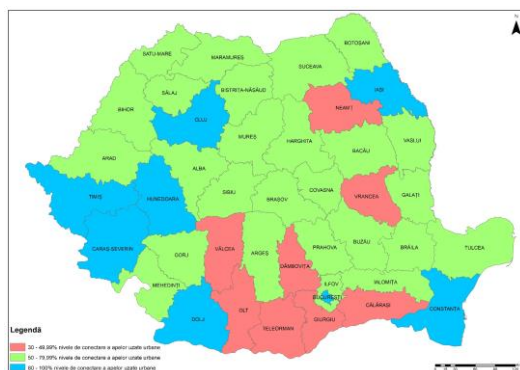 N
BOTOȘANI
SATU-MARE
MARAMUREȘ
SUCEAVA
IAȘI
BISTRIȚA-NĂSĂUD
SĂLAJ
NEAMȚ
BIHOR
CLUJ
MUREȘ
HARGHITA
BACĂU
VASLUI
ARAD
ALBA
TIMIȘ
HUNEDOARA
SIBIU
BRAȘOV
COVASNA
VRANCEA
GALAȚI
CARAȘ-SEVERIN
GORJ
VÂLCEA
ARGEȘ
DÂMBOVIȚA
PRAHOVA
BUZĂU
BRĂILA
TULCEA
MEHEDINȚI
ILFOV
IALOMIȚA
BUCUREȘTI
CĂLĂRAȘI
CONSTANȚA
DOLJ
OLT
GIURGIU
TELEORMAN
Legendă
30 - 49,99% nivele de conectare a apelor uzate urbane
50 - 79,99% nivele de conectare a apelor uzate urbane
80 - 100% nivele de conectare a apelor uzate urbane